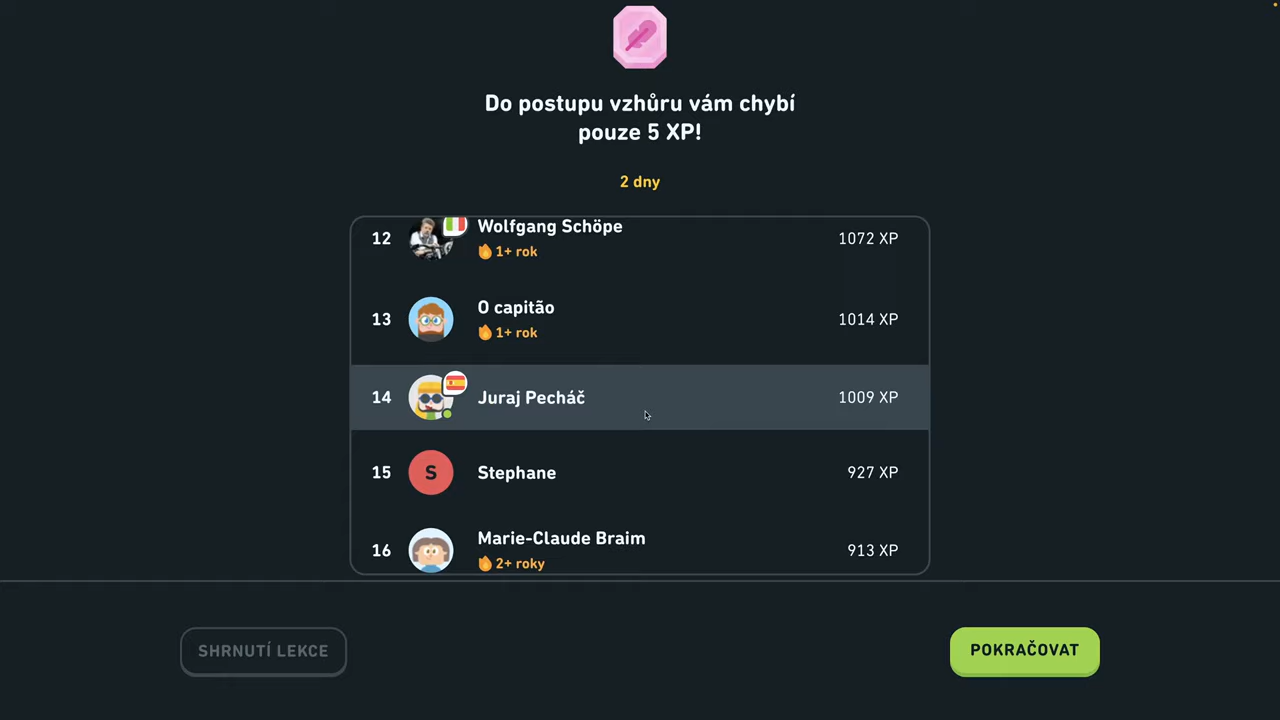 Do postupu vzhůru vám chybí
pouze 5 XP!
2 dny
12 Wolfgang Schöpe 1072 XP
1+ rok
13 O capitão 1014 XP
1+ rok
14 Juraj Pecháč 1009 XP
15 S Stephane 927 XP
16 Marie-Claude Braim 913 XP
2+ roky
SHRNUTÍ LEKCE
POKRAČOVAT